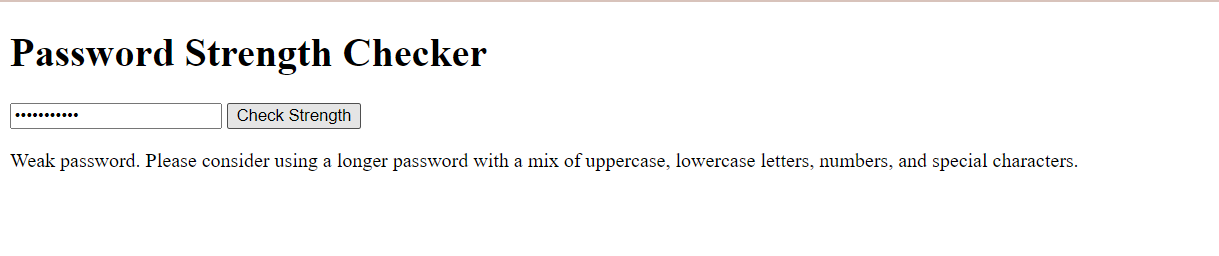 Password Strength Checker
••••••••••• Check Strength
Weak password. Please consider using a longer password with a mix of uppercase, lowercase letters, numbers, and special characters.